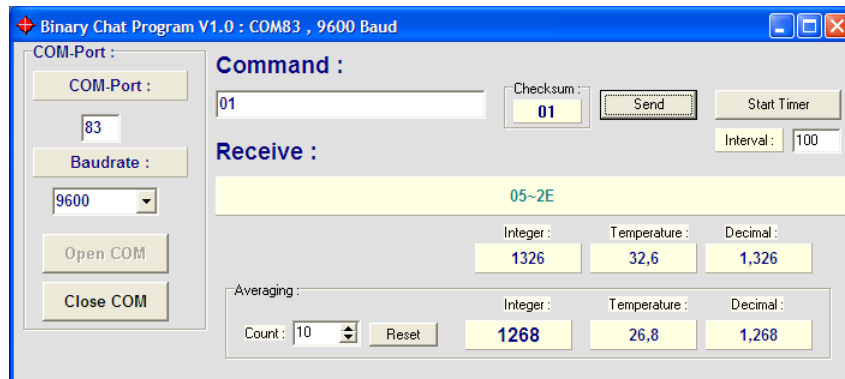 Binary Chat Program V1.0 : COM83 , 9600 Baud
COM-Port :
COM-Port :
83
Baudrate :
9600
Open COM
Close COM
Command :
01
Checksum :
01
Send
Start Timer
Interval :
100
Receive :
05~2E
Integer :
Temperature :
Decimal :
1326
32,6
1,326
Averaging :
Count :
10
Reset
Integer :
Temperature :
Decimal :
1268
26,8
1,268